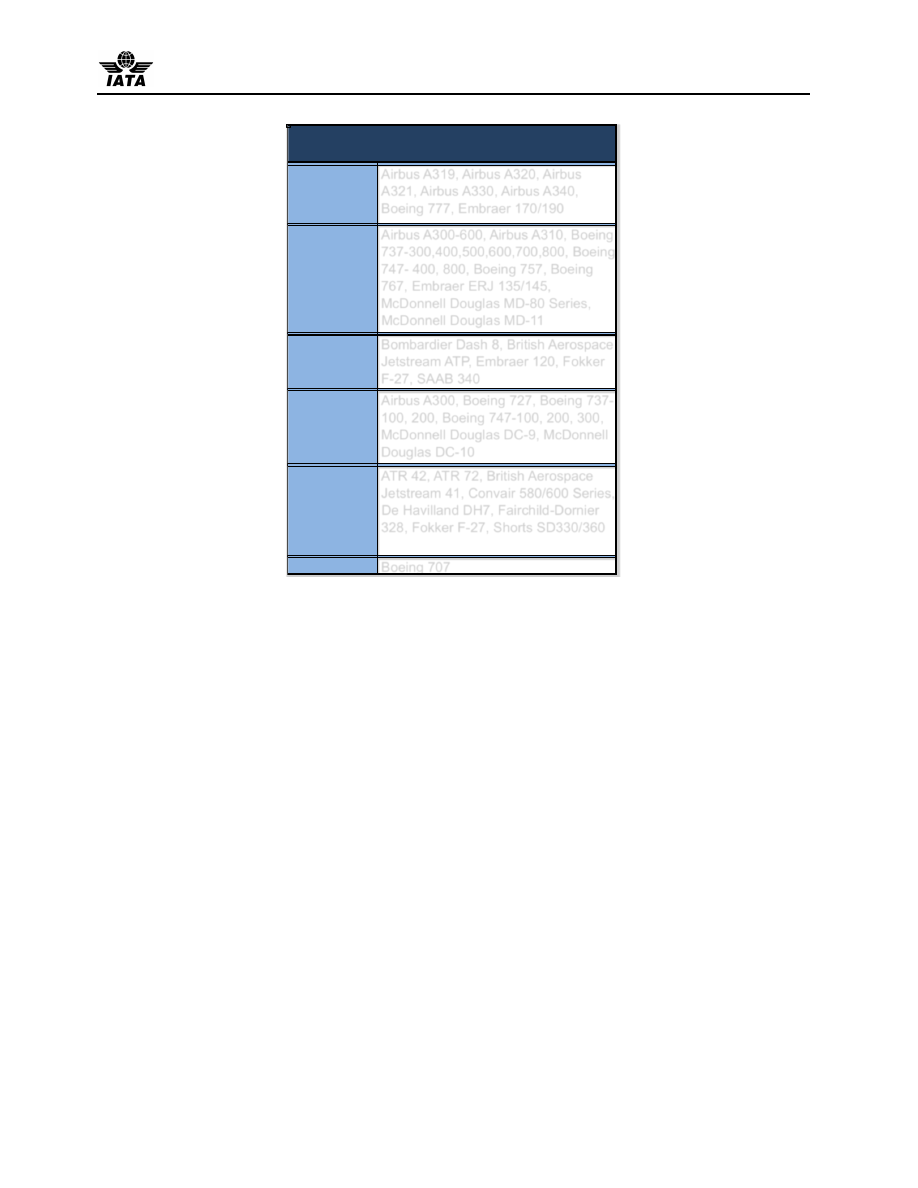 IATA
Airbus A319, Airbus A320, Airbus
A321, Airbus A330, Airbus A340,
Boeing 777, Embraer 170/190
Airbus A300-600, Airbus A310, Boeing
737-300,400,500,600,700,800, Boeing
747- 400, 800, Boeing 757, Boeing
767, Embraer ERJ 135/145,
McDonnell Douglas MD-80 Series,
McDonnell Douglas MD-11
Bombardier Dash 8, British Aerospace
Jetstream ATP, Embraer 120, Fokker
F-27, SAAB 340
Airbus A300, Boeing 727, Boeing 737-
100, 200, Boeing 747-100, 200, 300,
McDonnell Douglas DC-9, McDonnell
Douglas DC-10
ATR 42, ATR 72, British Aerospace
Jetstream 41, Convair 580/600 Series,
De Havilland DH7, Fairchild-Dornier
328, Fokker F-27, Shorts SD330/360
Boeing 707